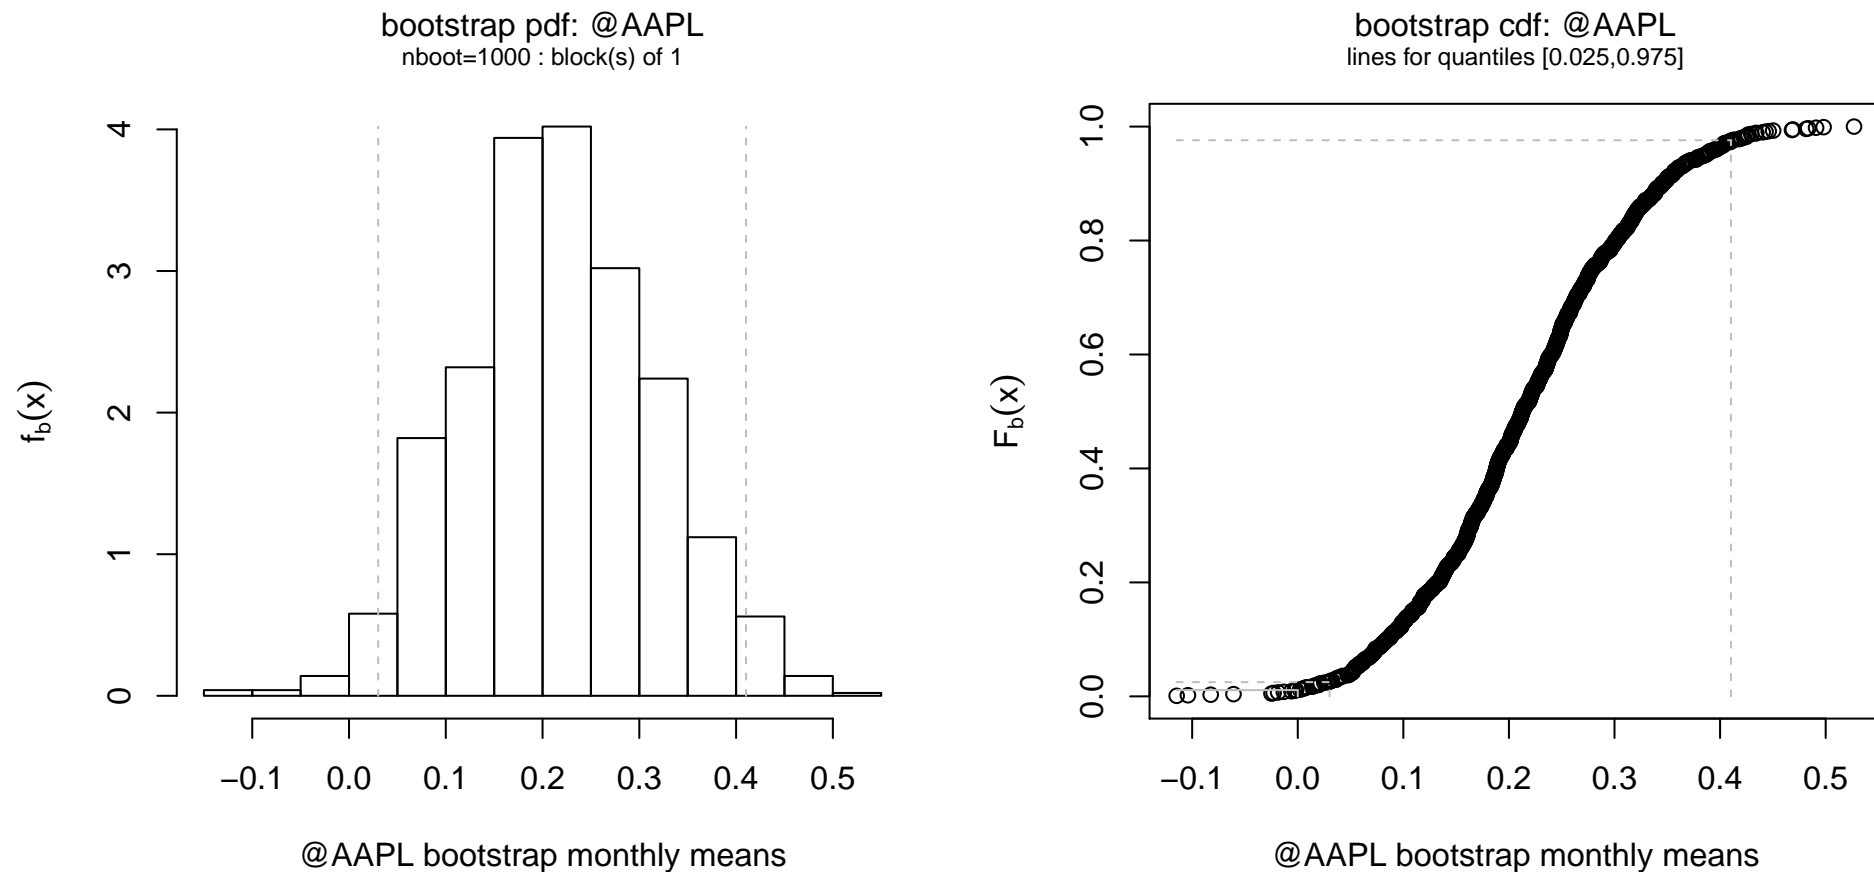 bootstrap pdf: @AAPL
nboot=1000 : block(s) of 1
4
3
2
1
0
f_b(x)
−0.1 0.0 0.1 0.2 0.3 0.4 0.5
@AAPL bootstrap monthly means
bootstrap cdf: @AAPL
lines for quantiles [0.025,0.975]
1.0
0.8
0.6
0.4
0.2
0.0
F_b(x)
−0.1 0.0 0.1 0.2 0.3 0.4 0.5
@AAPL bootstrap monthly means